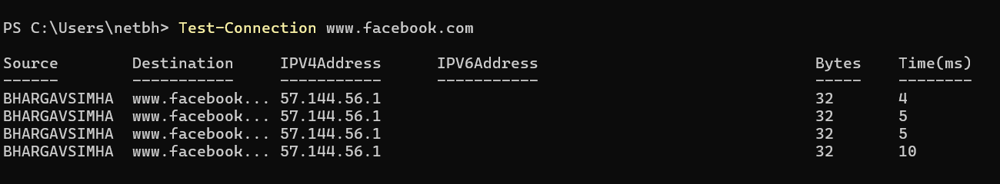 PS C:\Users\netbh> Test-Connection www.facebook.com
Source Destination IPV4Address IPV6Address Bytes Time(ms)
------ ----------- ----------- ----------- ----- --------
BHARGAVSIMHA www.facebook... 57.144.56.1 32 4
BHARGAVSIMHA www.facebook... 57.144.56.1 32 5
BHARGAVSIMHA www.facebook... 57.144.56.1 32 5
BHARGAVSIMHA www.facebook... 57.144.56.1 32 10